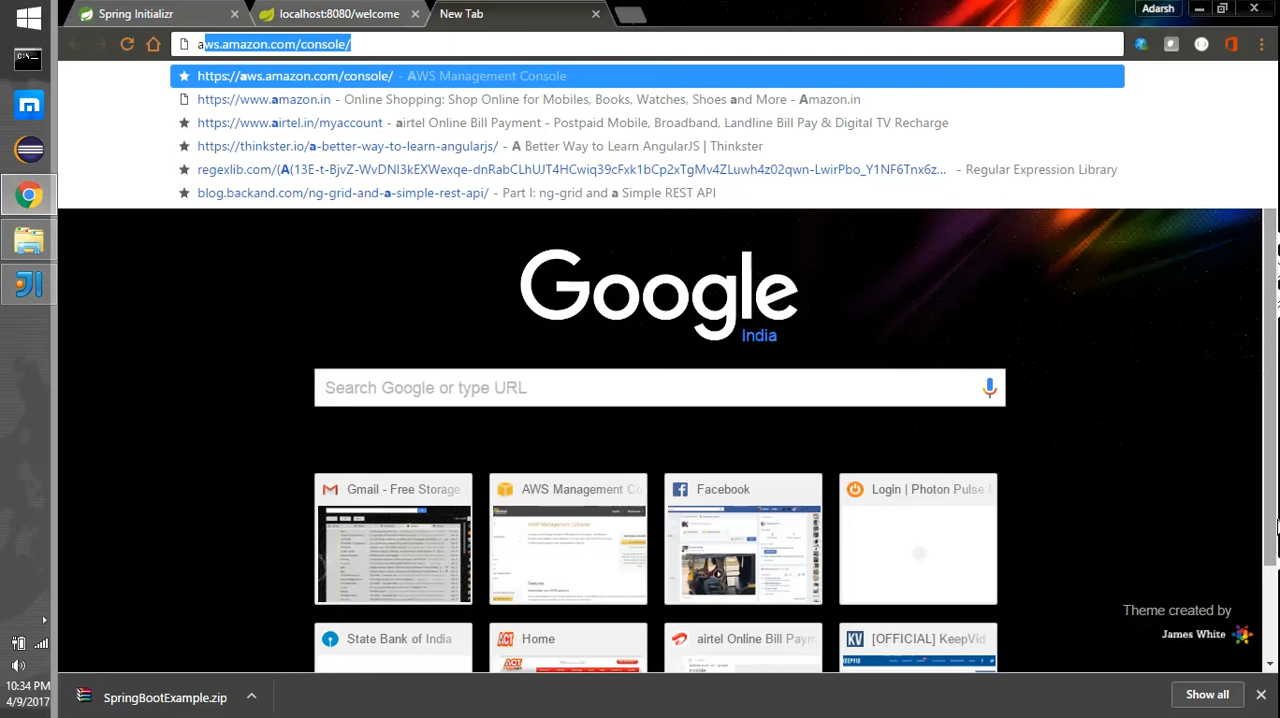 Spring Initializr
localhost:8080/welcome
New Tab
Adarsh
aws.amazon.com/console/
https://aws.amazon.com/console/ - AWS Management Console
https://www.amazon.in - Online Shopping: Shop Online for Mobiles, Books, Watches, Shoes and More - Amazon.in
https://www.airtel.in/myaccount - airtel Online Bill Payment - Postpaid Mobile, Broadband, Landline Bill Pay & Digital TV Recharge
https://thinkster.io/a-better-way-to-learn-angularjs/ - A Better Way to Learn AngularJS | Thinkster
regexlib.com/(A(13E-t-BjvZ-WvDNI3kEXWexqe-dnRabCLhUJT4HCwiq39cFxk1bCp2xTgMv4ZLuwh4z02qwn-LwirPbo_Y1NF6Tnx6z... - Regular Expression Library
blog.backand.com/ng-grid-and-a-simple-rest-api/ - Part I: ng-grid and a Simple REST API
Google
India
Search Google or type URL
Gmail - Free Storage
AWS Management Co
Facebook
Login | Photon Pulse
AWS Management Console
Features
Theme created by
James White
State Bank of India
Home
airtel Online Bill Paym
[OFFICIAL] KeepVid
ACT
KV
10:34 PM
4/9/2017
SpringBootExample.zip
Show all